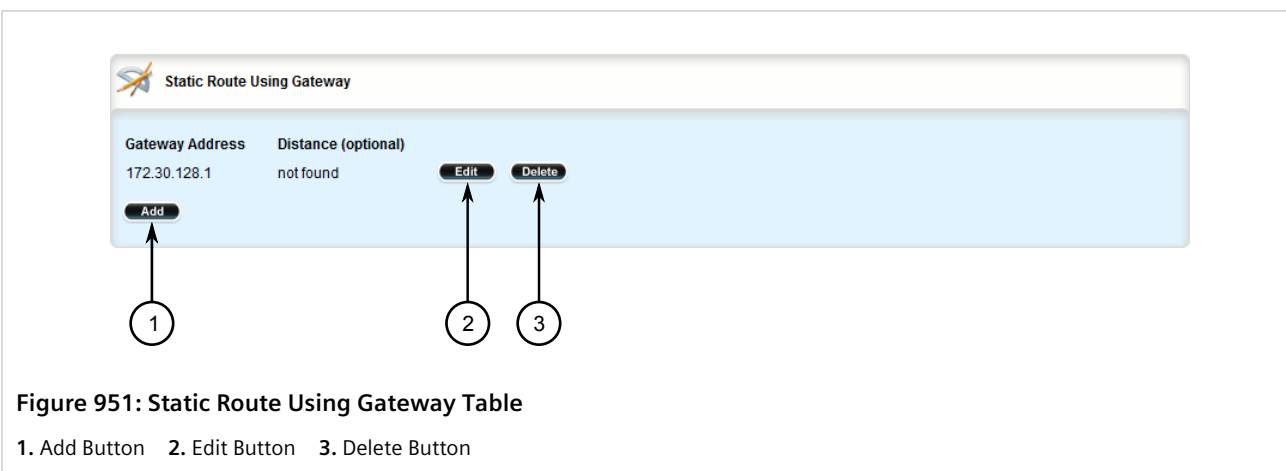 Static Route Using Gateway
Gateway Address Distance (optional)
172.30.128.1 not found Edit Delete
Add
1 2 3
Figure 951: Static Route Using Gateway Table
1. Add Button 2. Edit Button 3. Delete Button